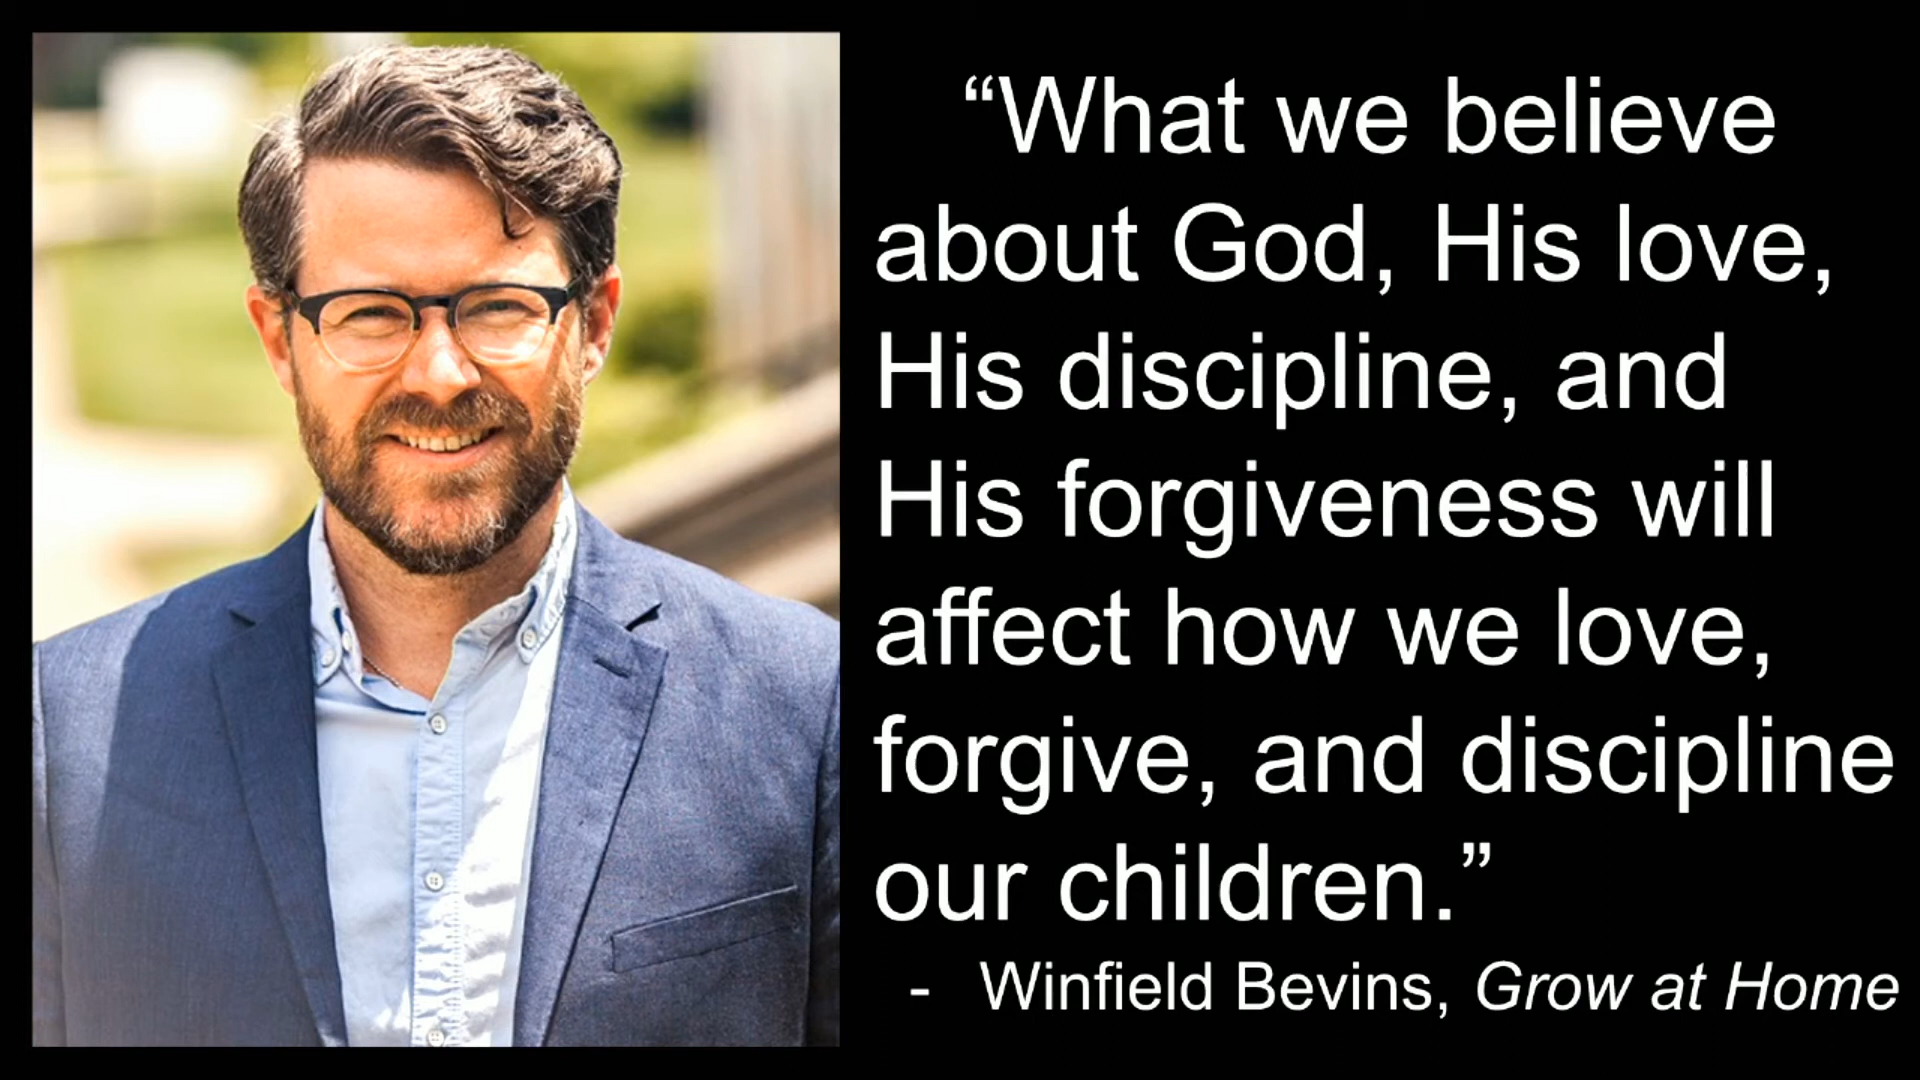 “What we believe
about God, His love,
His discipline, and
His forgiveness will
affect how we love,
forgive, and discipline
our children.”
- Winfield Bevins, Grow at Home